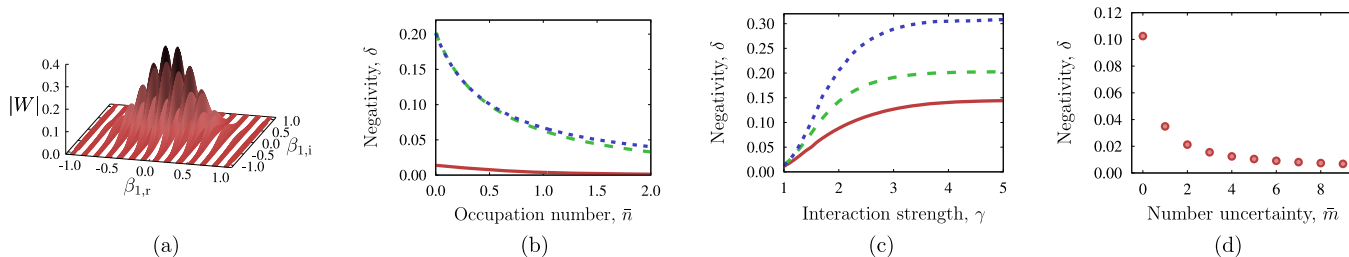 |W|
0.4
0.3
0.2
0.1
0.0
-1.0
-0.5
0.0
0.5
1.0
β1,r
1.0
0.5
0.0
-0.5
-1.0
β1,i
(a)
Negativity, δ
0.20
0.15
0.10
0.05
0.00
0.0 0.5 1.0 1.5 2.0
Occupation number, n̄
(b)
Negativity, δ
0.30
0.25
0.20
0.15
0.10
0.05
0.00
1 2 3 4 5
Interaction strength, γ
(c)
Negativity, δ
0.12
0.10
0.08
0.06
0.04
0.02
0.00
0 2 4 6 8
Number uncertainty, m̄
(d)